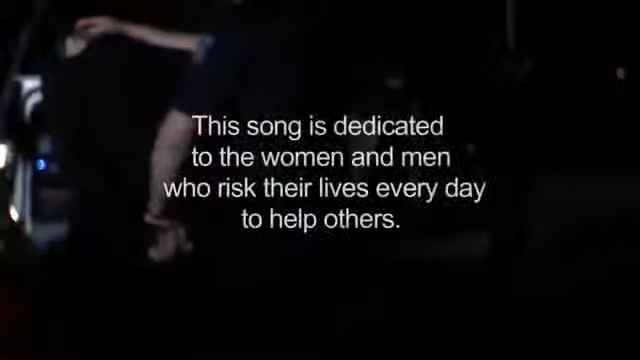 This song is dedicated
to the women and men
who risk their lives every day
to help others.